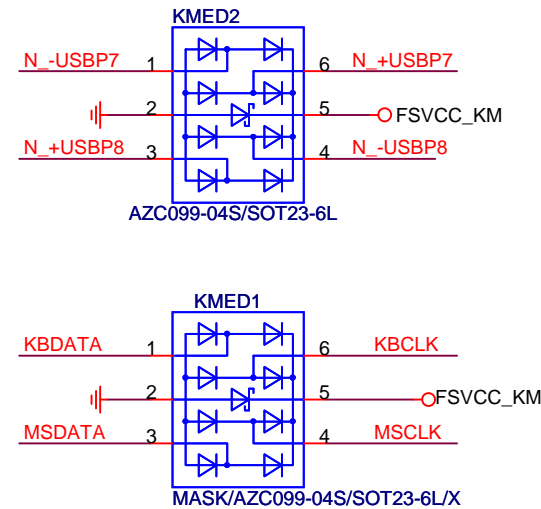 KMED2
N_-USBP7 1 6 N_+USBP7
2 5 FSVCC_KM
N_+USBP8 3 4 N_-USBP8
AZC099-04S/SOT23-6L
KMED1
KBDATA 1 6 KBCLK
2 5 FSVCC_KM
MSDATA 3 4 MSCLK
MASK/AZC099-04S/SOT23-6L/X